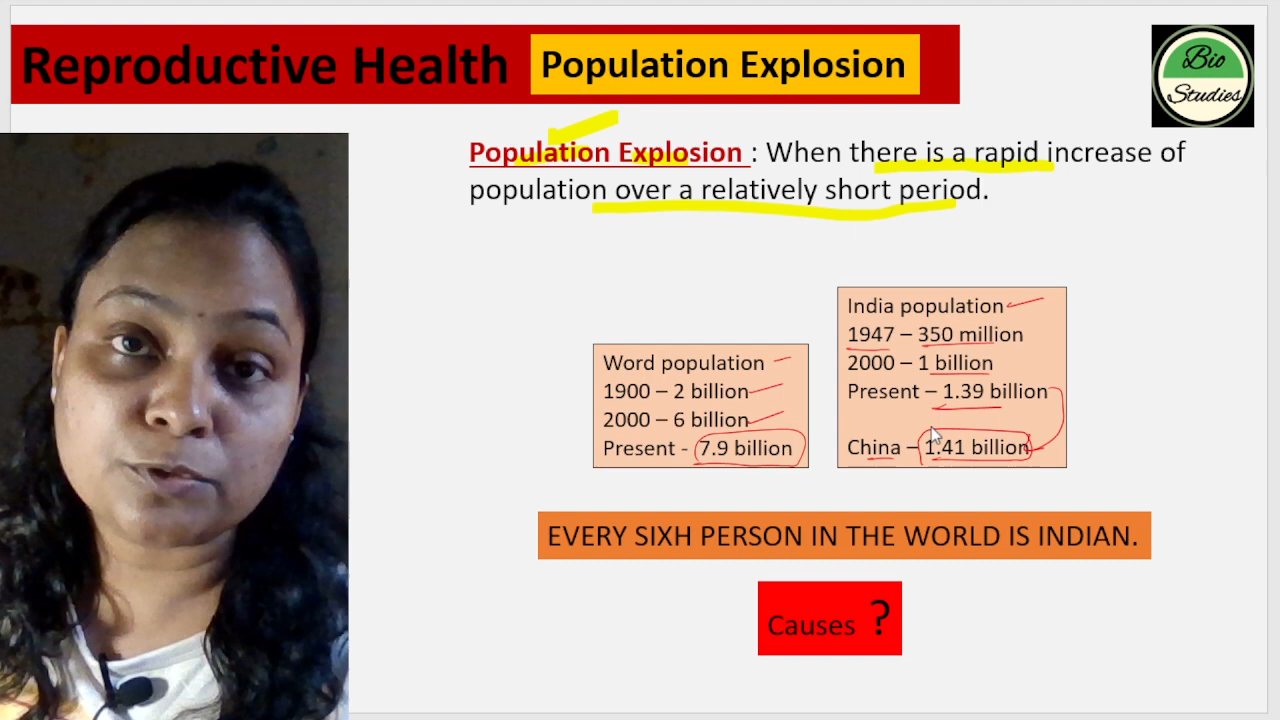 Reproductive Health Population Explosion
Bio
Studies
Population Explosion : When there is a rapid increase of
population over a relatively short period.
Word population
1900 – 2 billion
2000 – 6 billion
Present - 7.9 billion
India population
1947 – 350 million
2000 – 1 billion
Present – 1.39 billion
China – 1.41 billion
EVERY SIXH PERSON IN THE WORLD IS INDIAN.
Causes ?